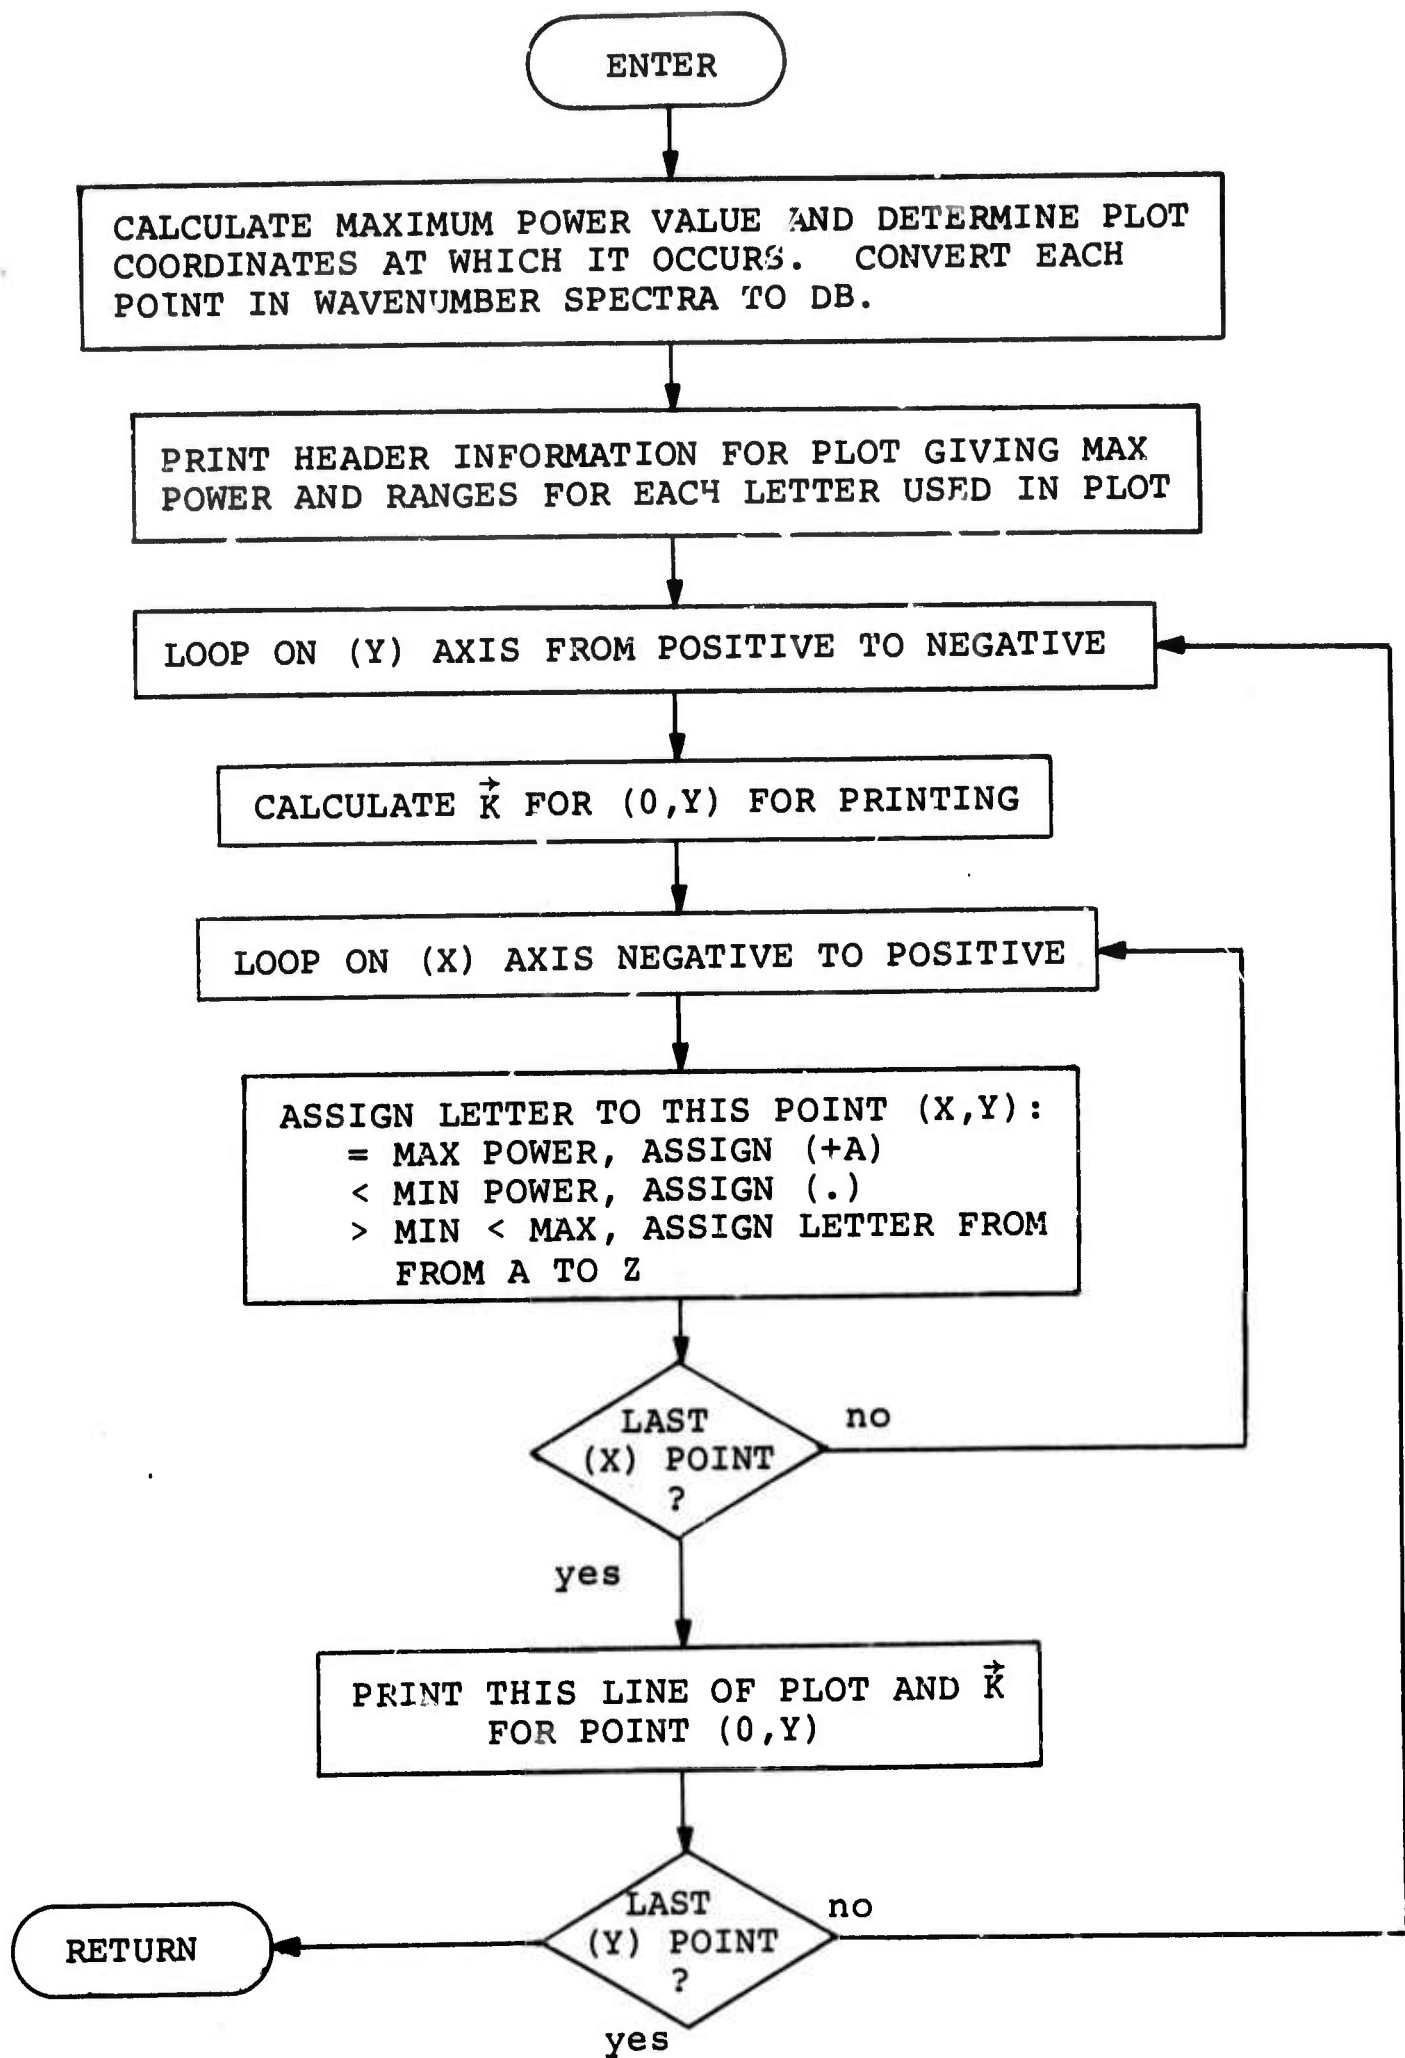 ENTER
CALCULATE MAXIMUM POWER VALUE AND DETERMINE PLOT
COORDINATES AT WHICH IT OCCURS. CONVERT EACH
POINT IN WAVENUMBER SPECTRA TO DB.
PRINT HEADER INFORMATION FOR PLOT GIVING MAX
POWER AND RANGES FOR EACH LETTER USED IN PLOT
LOOP ON (Y) AXIS FROM POSITIVE TO NEGATIVE
CALCULATE K⃗ FOR (0,Y) FOR PRINTING
LOOP ON (X) AXIS NEGATIVE TO POSITIVE
ASSIGN LETTER TO THIS POINT (X,Y):
= MAX POWER, ASSIGN (+A)
< MIN POWER, ASSIGN (.)
> MIN < MAX, ASSIGN LETTER FROM
FROM A TO Z
LAST
(X) POINT
?
no
yes
PRINT THIS LINE OF PLOT AND K⃗
FOR POINT (0,Y)
LAST
(Y) POINT
?
no
RETURN
yes